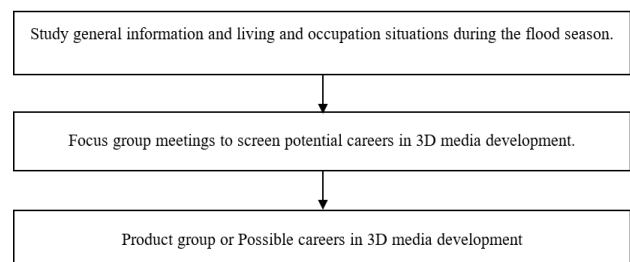 Study general information and living and occupation situations during the flood season.
Focus group meetings to screen potential careers in 3D media development.
Product group or Possible careers in 3D media development